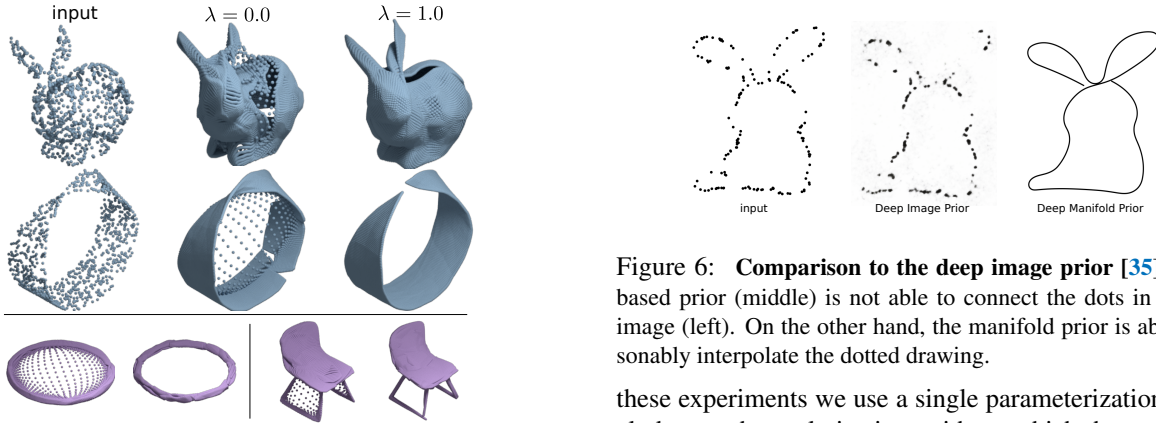 input
λ = 0.0
λ = 1.0
input
Deep Image Prior
Deep Manifold Prior
Figure 6: Comparison to the deep image prior [35]
based prior (middle) is not able to connect the dots in
image (left). On the other hand, the manifold prior is ab
sonably interpolate the dotted drawing.
these experiments we use a single parameterization